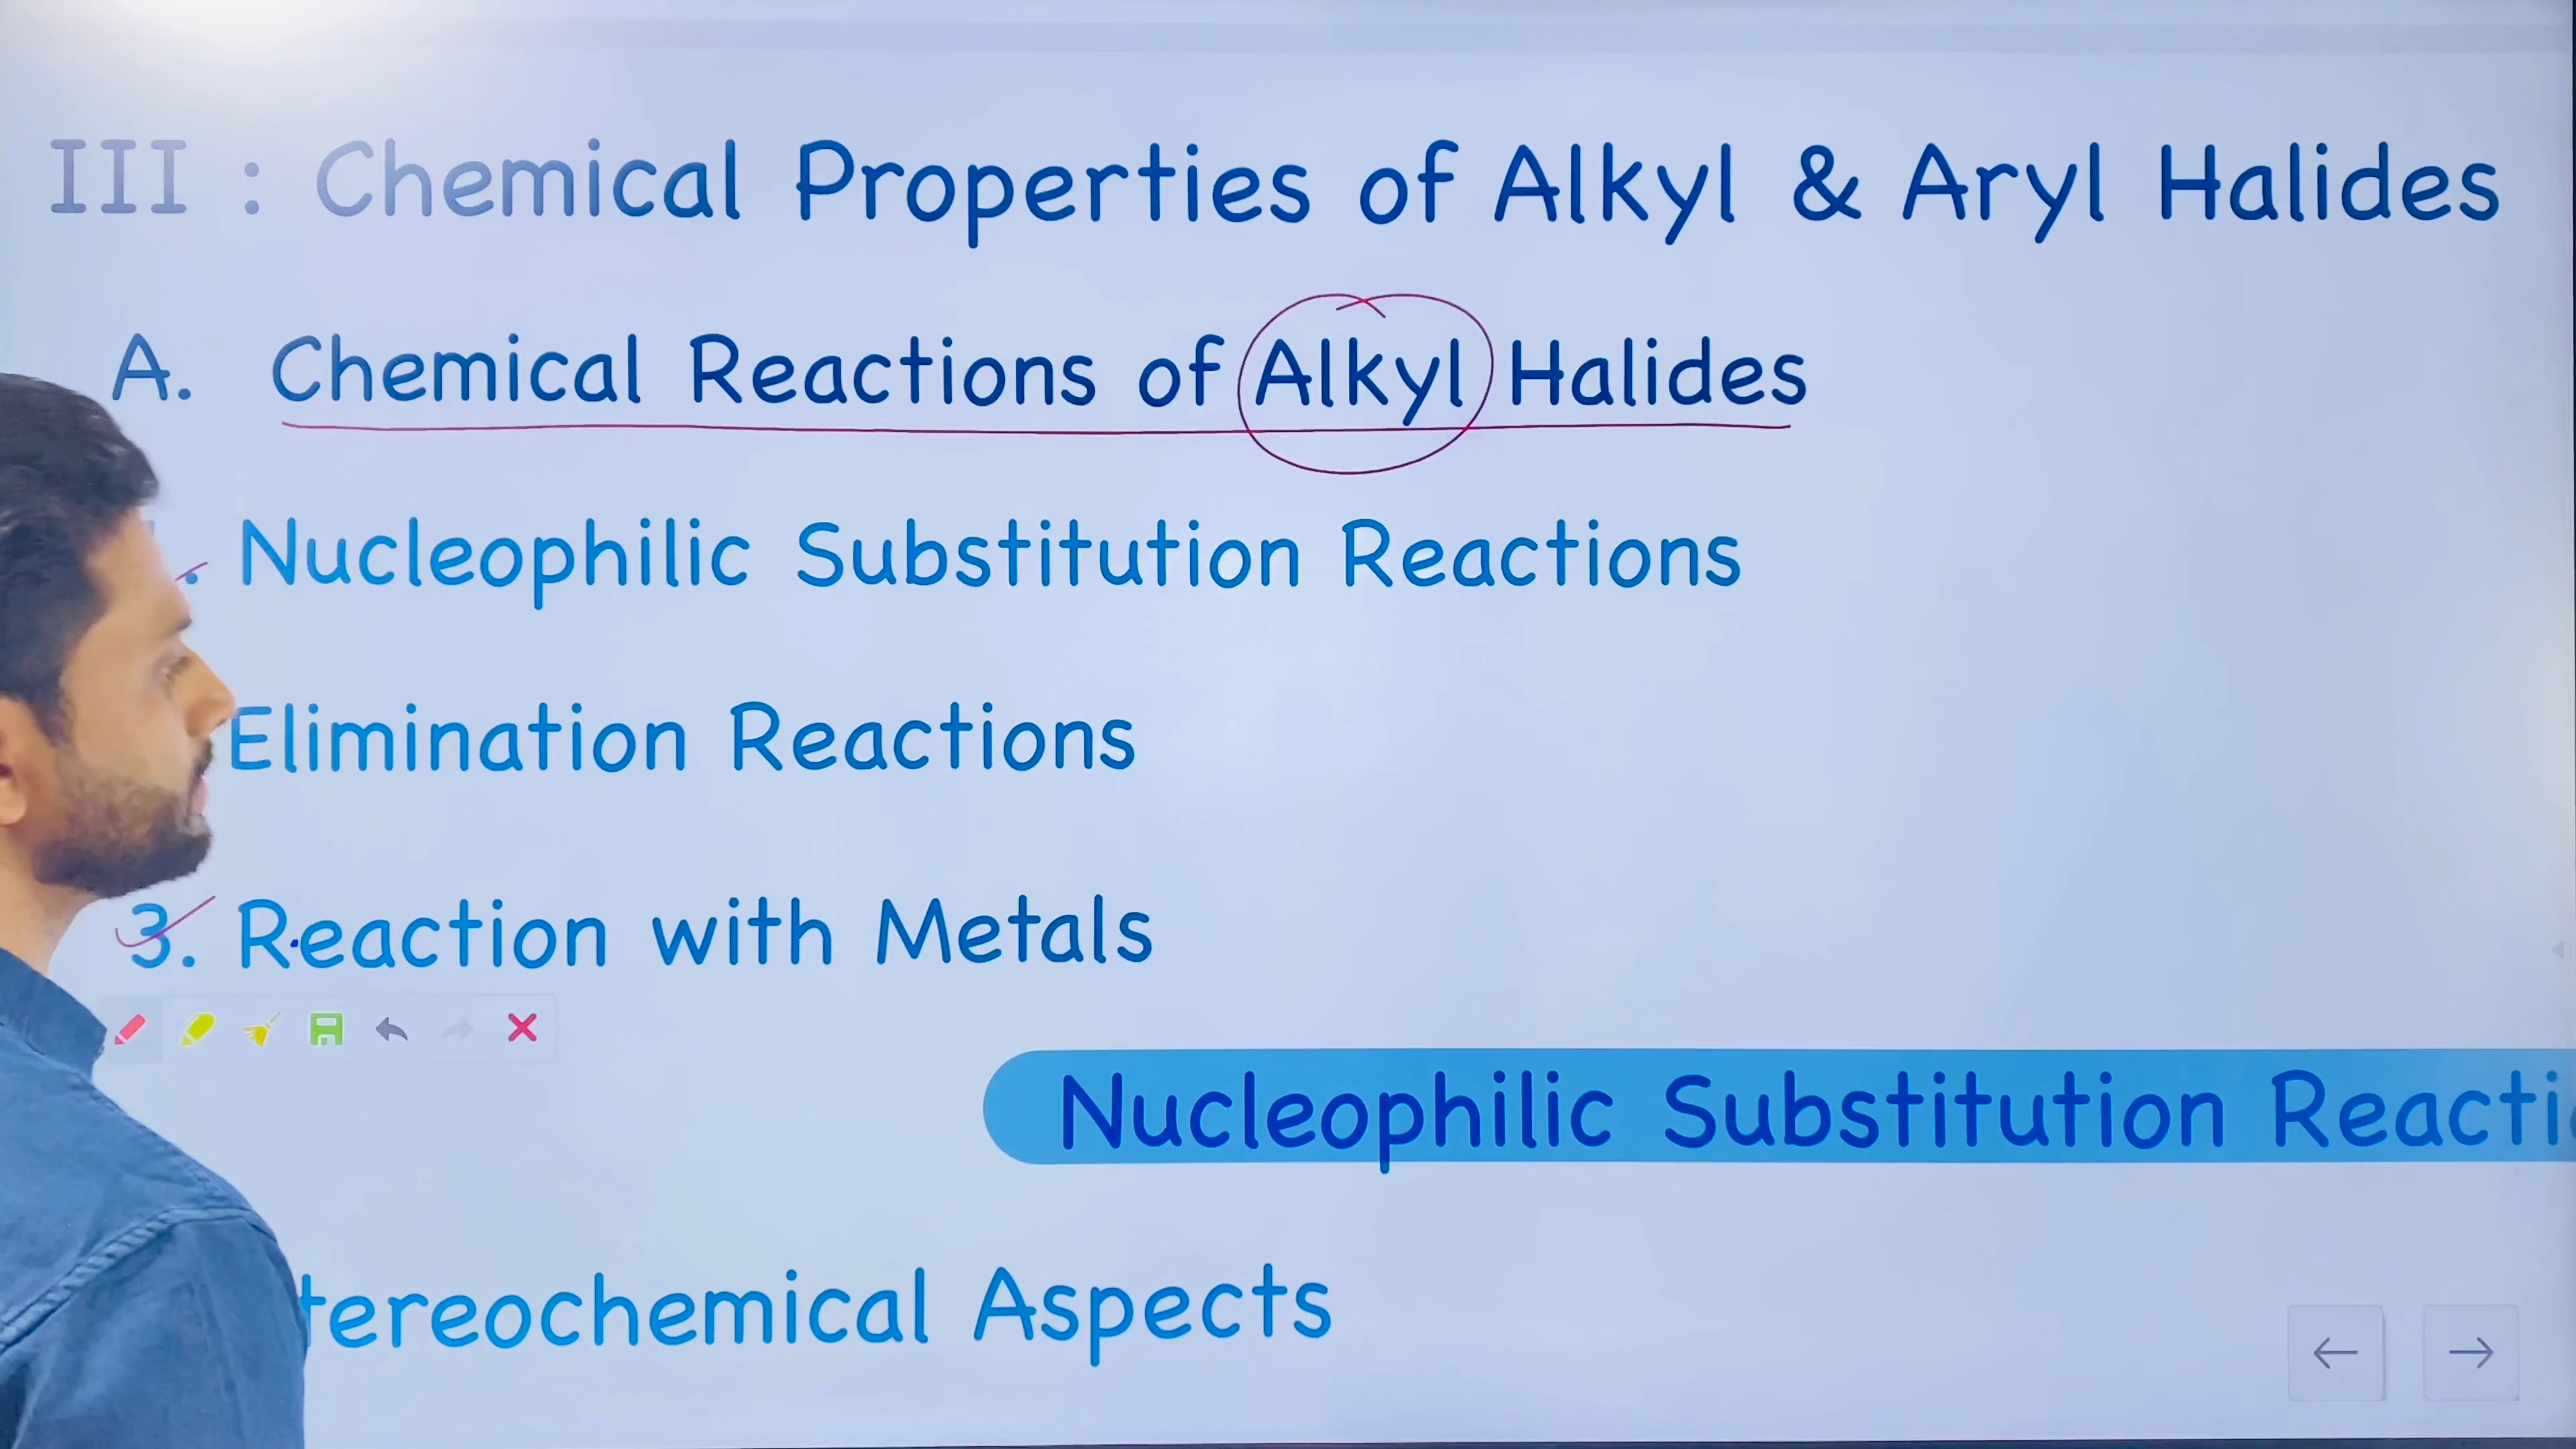 III : Chemical Properties of Alkyl & Aryl Halides
A. Chemical Reactions of Alkyl Halides
Nucleophilic Substitution Reactions
Elimination Reactions
3. Reaction with Metals
Nucleophilic Substitution Reacti
tereochemical Aspects